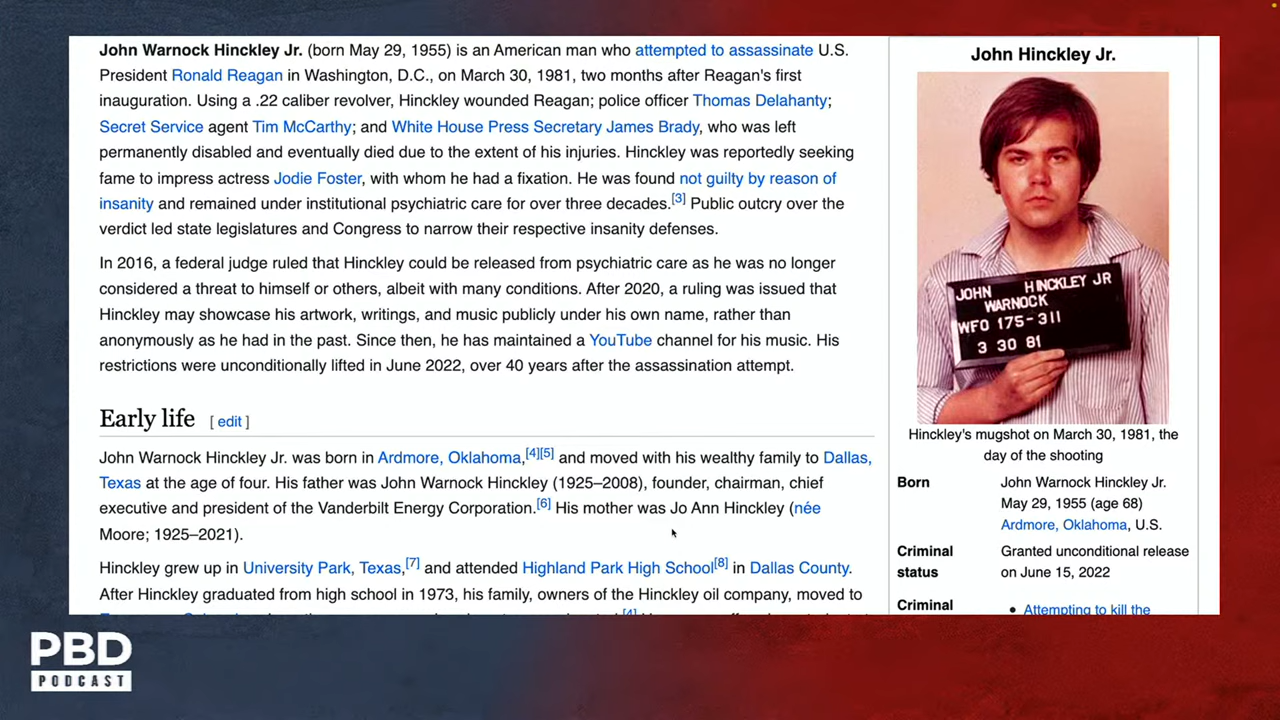 John Warnock Hinckley Jr. (born May 29, 1955) is an American man who attempted to assassinate U.S.
President Ronald Reagan in Washington, D.C., on March 30, 1981, two months after Reagan's first
inauguration. Using a .22 caliber revolver, Hinckley wounded Reagan; police officer Thomas Delahanty;
Secret Service agent Tim McCarthy; and White House Press Secretary James Brady, who was left
permanently disabled and eventually died due to the extent of his injuries. Hinckley was reportedly seeking
fame to impress actress Jodie Foster, with whom he had a fixation. He was found not guilty by reason of
insanity and remained under institutional psychiatric care for over three decades.[3] Public outcry over the
verdict led state legislatures and Congress to narrow their respective insanity defenses.
In 2016, a federal judge ruled that Hinckley could be released from psychiatric care as he was no longer
considered a threat to himself or others, albeit with many conditions. After 2020, a ruling was issued that
Hinckley may showcase his artwork, writings, and music publicly under his own name, rather than
anonymously as he had in the past. Since then, he has maintained a YouTube channel for his music. His
restrictions were unconditionally lifted in June 2022, over 40 years after the assassination attempt.
Early life [ edit ]
John Warnock Hinckley Jr. was born in Ardmore, Oklahoma,[4][5] and moved with his wealthy family to Dallas,
Texas at the age of four. His father was John Warnock Hinckley (1925–2008), founder, chairman, chief
executive and president of the Vanderbilt Energy Corporation.[6] His mother was Jo Ann Hinckley (née
Moore; 1925–2021).
Hinckley grew up in University Park, Texas,[7] and attended Highland Park High School[8] in Dallas County.
After Hinckley graduated from high school in 1973, his family, owners of the Hinckley oil company, moved to
John Hinckley Jr.
JOHN HINCKLEY JR
WARNOCK
WFO 175-311
3 30 81
Hinckley's mugshot on March 30, 1981, the
day of the shooting
Born John Warnock Hinckley Jr.
May 29, 1955 (age 68)
Ardmore, Oklahoma, U.S.
Criminal Granted unconditional release
status on June 15, 2022
Criminal • Attempting to kill the
PBD
PODCAST